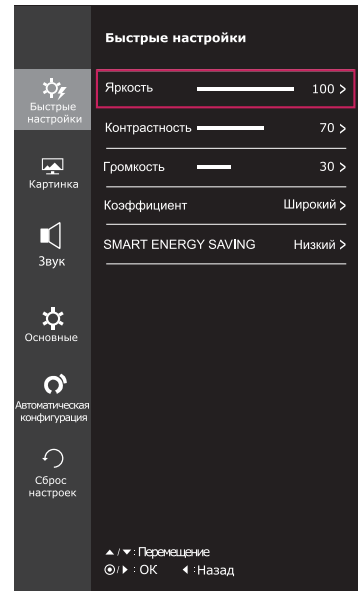 Быстрые настройки
Быстрые
настройки
Картинка
Звук
Основные
Автоматическая
конфигурация
Сброс
настроек
Яркость 100 >
Контрастность 70 >
Громкость 30 >
Коэффициент Широкий >
SMART ENERGY SAVING Низкий >
▲ / ▼ : Перемещение
◉/▶ : OK ◀ : Назад